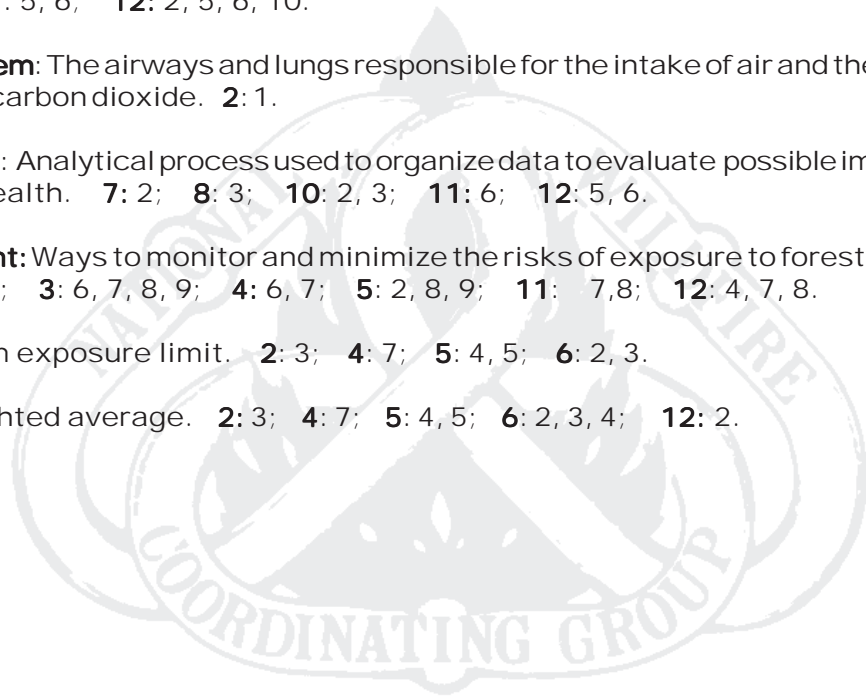 : 5, 6; 12: 2, 5, 6, 10.
em: The airways and lungs responsible for the intake of air and the
carbon dioxide. 2: 1.
: Analytical process used to organize data to evaluate possible im
ealth. 7: 2; 8: 3; 10: 2, 3; 11: 6; 12: 5, 6.
nt: Ways to monitor and minimize the risks of exposure to forest
; 3: 6, 7, 8, 9; 4: 6, 7; 5: 2, 8, 9; 11: 7,8; 12: 4, 7, 8.
m exposure limit. 2: 3; 4: 7; 5: 4, 5; 6: 2, 3.
hted average. 2: 3; 4: 7; 5: 4, 5; 6: 2, 3, 4; 12: 2.
NATIONAL WILDFIRE
COORDINATING GROUP